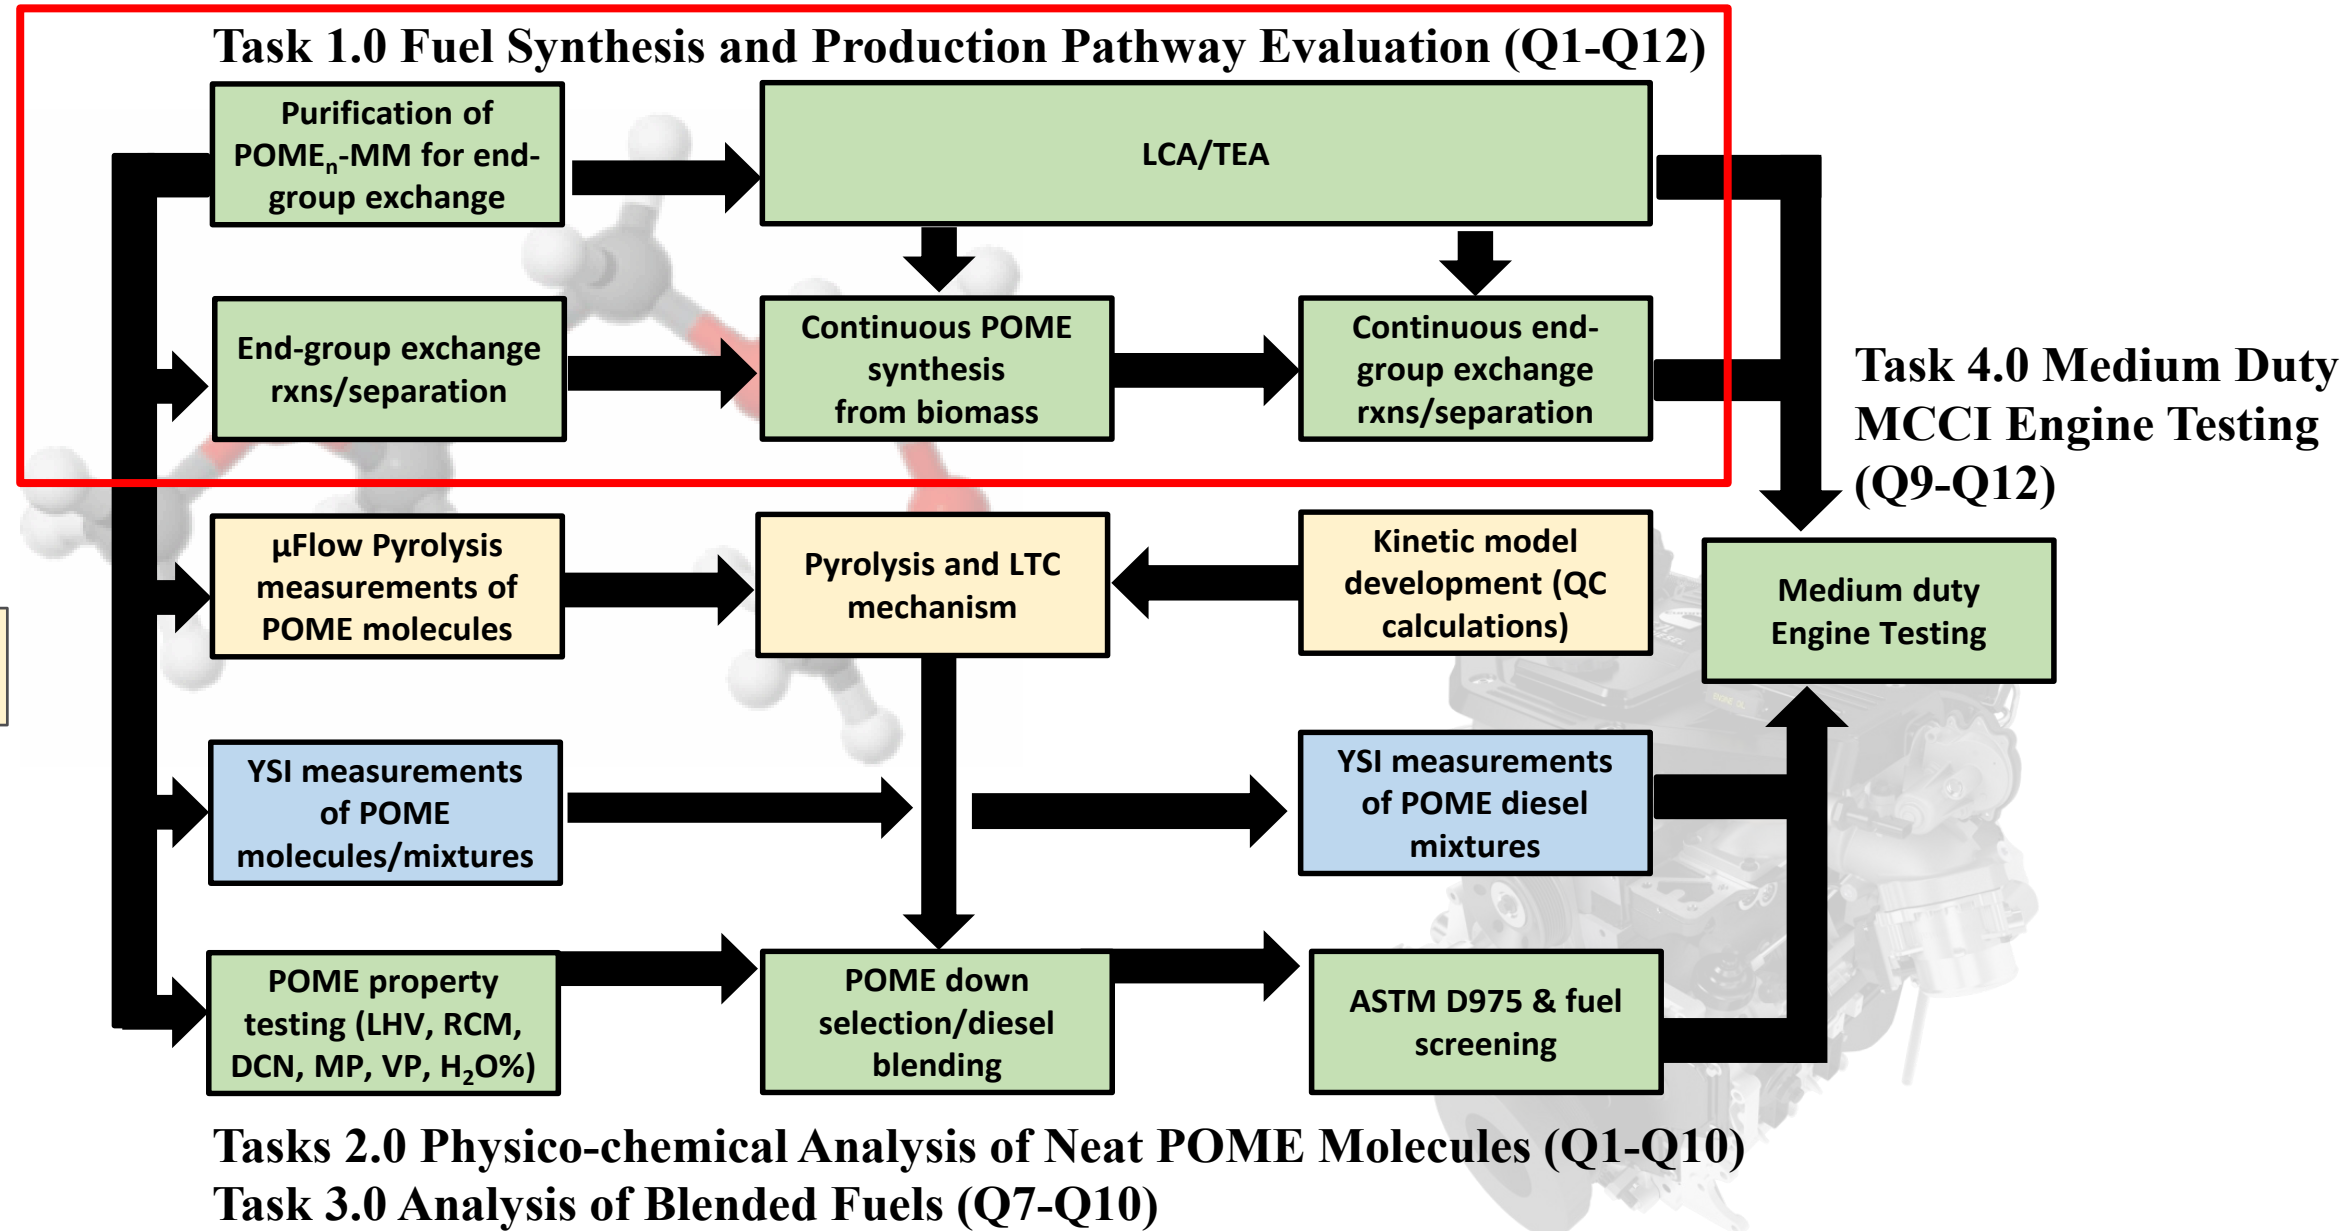 Task 1.0 Fuel Synthesis and Production Pathway Evaluation (Q1-Q12)
Purification of
POMEn-MM for end-
group exchange
LCA/TEA
End-group exchange
rxns/separation
Continuous POME
synthesis
from biomass
Continuous end-
group exchange
rxns/separation
Task 4.0 Medium Duty
MCCI Engine Testing
(Q9-Q12)
µFlow Pyrolysis
measurements of
POME molecules
Pyrolysis and LTC
mechanism
Kinetic model
development (QC
calculations)
Medium duty
Engine Testing
YSI measurements
of POME
molecules/mixtures
YSI measurements
of POME diesel
mixtures
POME property
testing (LHV, RCM,
DCN, MP, VP, H₂O%)
POME down
selection/diesel
blending
ASTM D975 & fuel
screening
Tasks 2.0 Physico-chemical Analysis of Neat POME Molecules (Q1-Q10)
Task 3.0 Analysis of Blended Fuels (Q7-Q10)